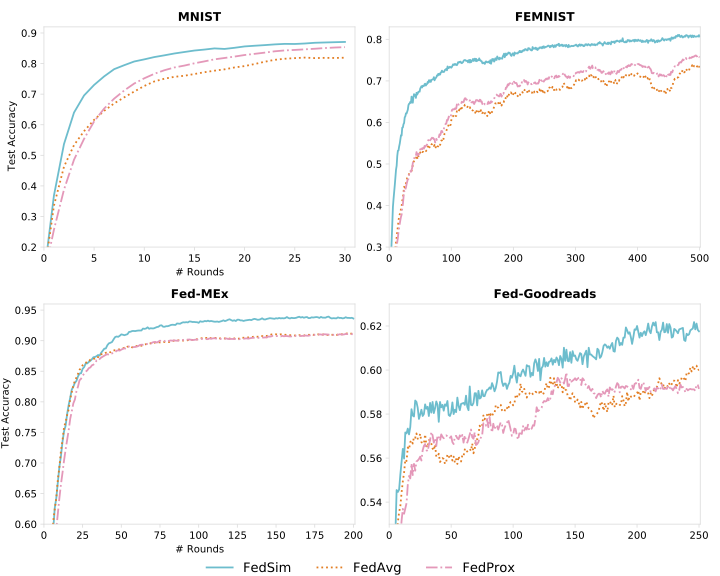 MNIST
FEMNIST
0.9
0.8
0.7
0.6
0.5
0.4
0.3
0.2
Test Accuracy
0 5 10 15 20 25 30
# Rounds
0.8
0.7
0.6
0.5
0.4
0.3
0 100 200 300 400 500
Fed-MEx
Fed-Goodreads
0.95
0.90
0.85
0.80
0.75
0.70
0.65
0.60
Test Accuracy
0 25 50 75 100 125 150 175 200
# Rounds
0.62
0.60
0.58
0.56
0.54
0 50 100 150 200 250
FedSim FedAvg FedProx